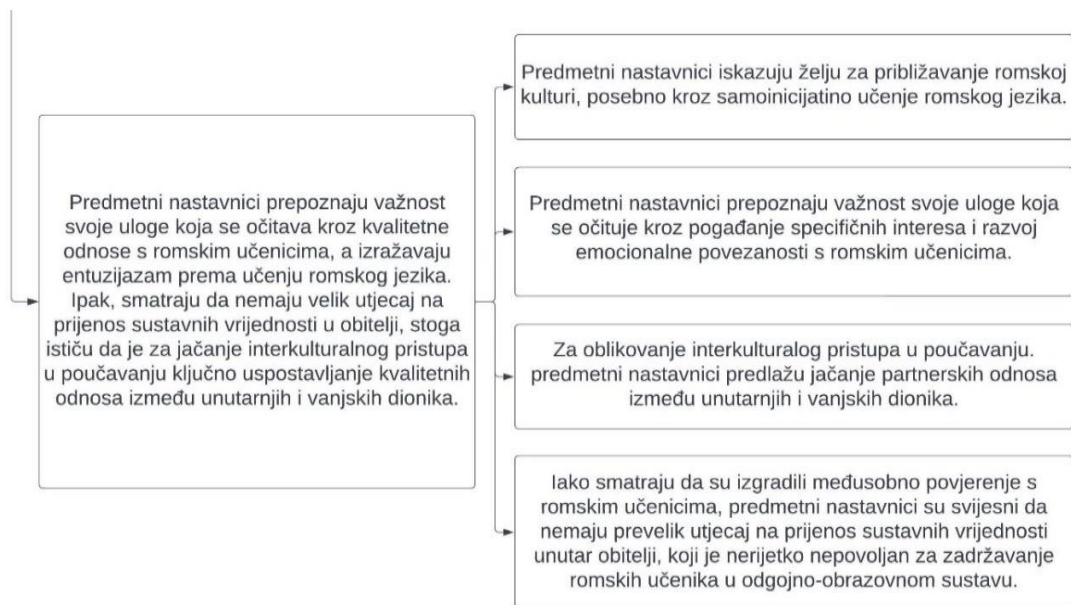 Predmetni nastavnici prepoznaju važnost
svoje uloge koja se očitava kroz kvalitetne
odnose s romskim učenicima, a izražavaju
entuzijazam prema učenju romskog jezika.
Ipak, smatraju da nemaju velik utjecaj na
prijenos sustavnih vrijednosti u obitelji, stoga
ističu da je za jačanje interkulturalnog pristupa
u poučavanju ključno uspostavljanje kvalitetnih
odnosa između unutarnjih i vanjskih dionika.
Predmetni nastavnici iskazuju želju za približavanje romskoj
kulturi, posebno kroz samoinicijatino učenje romskog jezika.
Predmetni nastavnici prepoznaju važnost svoje uloge koja
se očituje kroz pogađanje specifičnih interesa i razvoj
emocionalne povezanosti s romskim učenicima.
Za oblikovanje interkulturalog pristupa u poučavanju.
predmetni nastavnici predlažu jačanje partnerskih odnosa
između unutarnjih i vanjskih dionika.
Iako smatraju da su izgradili međusobno povjerenje s
romskim učenicima, predmetni nastavnici su svijesni da
nemaju prevelik utjecaj na prijenos sustavnih vrijednosti
unutar obitelji, koji je nerijetko nepovoljan za zadržavanje
romskih učenika u odgojno-obrazovnom sustavu.